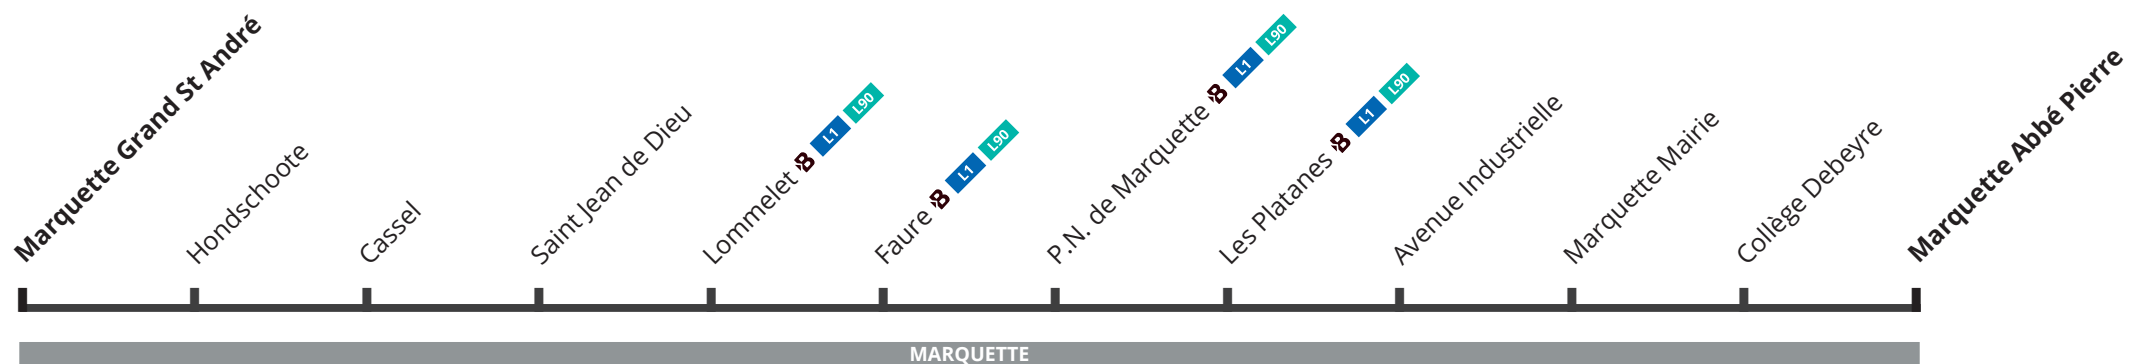 Marquette Grand St André
Hondschoote
Cassel
Saint Jean de Dieu
Lommelet B L1 L90
Faure B L1 L90
P.N. de Marquette B L1 L90
Les Platanes B L1 L90
Avenue Industrielle
Marquette Mairie
Collège Debeyre
Marquette Abbé Pierre
MARQUETTE